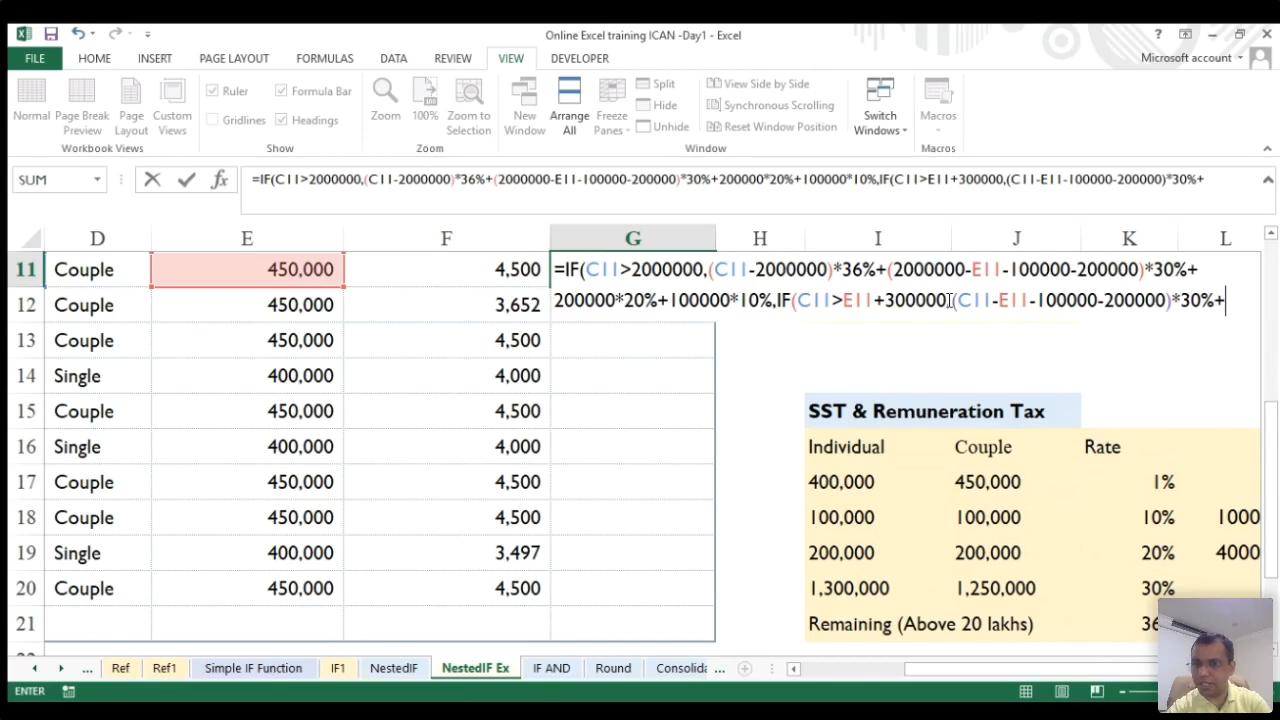 Online Excel training ICAN -Day1 - Excel
FILE HOME INSERT PAGE LAYOUT FORMULAS DATA REVIEW VIEW DEVELOPER Microsoft account
Normal Page Break Preview Page Layout Custom Views
Workbook Views
Ruler Formula Bar
Gridlines Headings
Show
Zoom 100% Zoom to Selection
Zoom
New Window Arrange All Freeze Panes
Split
Hide
Unhide
View Side by Side
Synchronous Scrolling
Reset Window Position
Switch Windows
Window
Macros
Macros
SUM =IF(C11>2000000,(C11-2000000)*36%+(2000000-E11-100000-200000)*30%+200000*20%+100000*10%,IF(C11>E11+300000,(C11-E11-100000-200000)*30%+
D E F G H I J K L
11 Couple 450,000 4,500 =IF(C11>2000000,(C11-2000000)*36%+(2000000-E11-100000-200000)*30%+
12 Couple 450,000 3,652 200000*20%+100000*10%,IF(C11>E11+300000,(C11-E11-100000-200000)*30%+
13 Couple 450,000 4,500
14 Single 400,000 4,000
15 Couple 450,000 4,500 SST & Remuneration Tax
16 Single 400,000 4,000 Individual Couple Rate
17 Couple 450,000 4,500 400,000 450,000 1%
18 Couple 450,000 4,500 100,000 100,000 10% 1000
19 Single 400,000 3,497 200,000 200,000 20% 4000
20 Couple 450,000 4,500 1,300,000 1,250,000 30%
21 Remaining (Above 20 lakhs)
... Ref Ref1 Simple IF Function IF1 NestedIF NestedIF Ex IF AND Round Consolida ...
ENTER